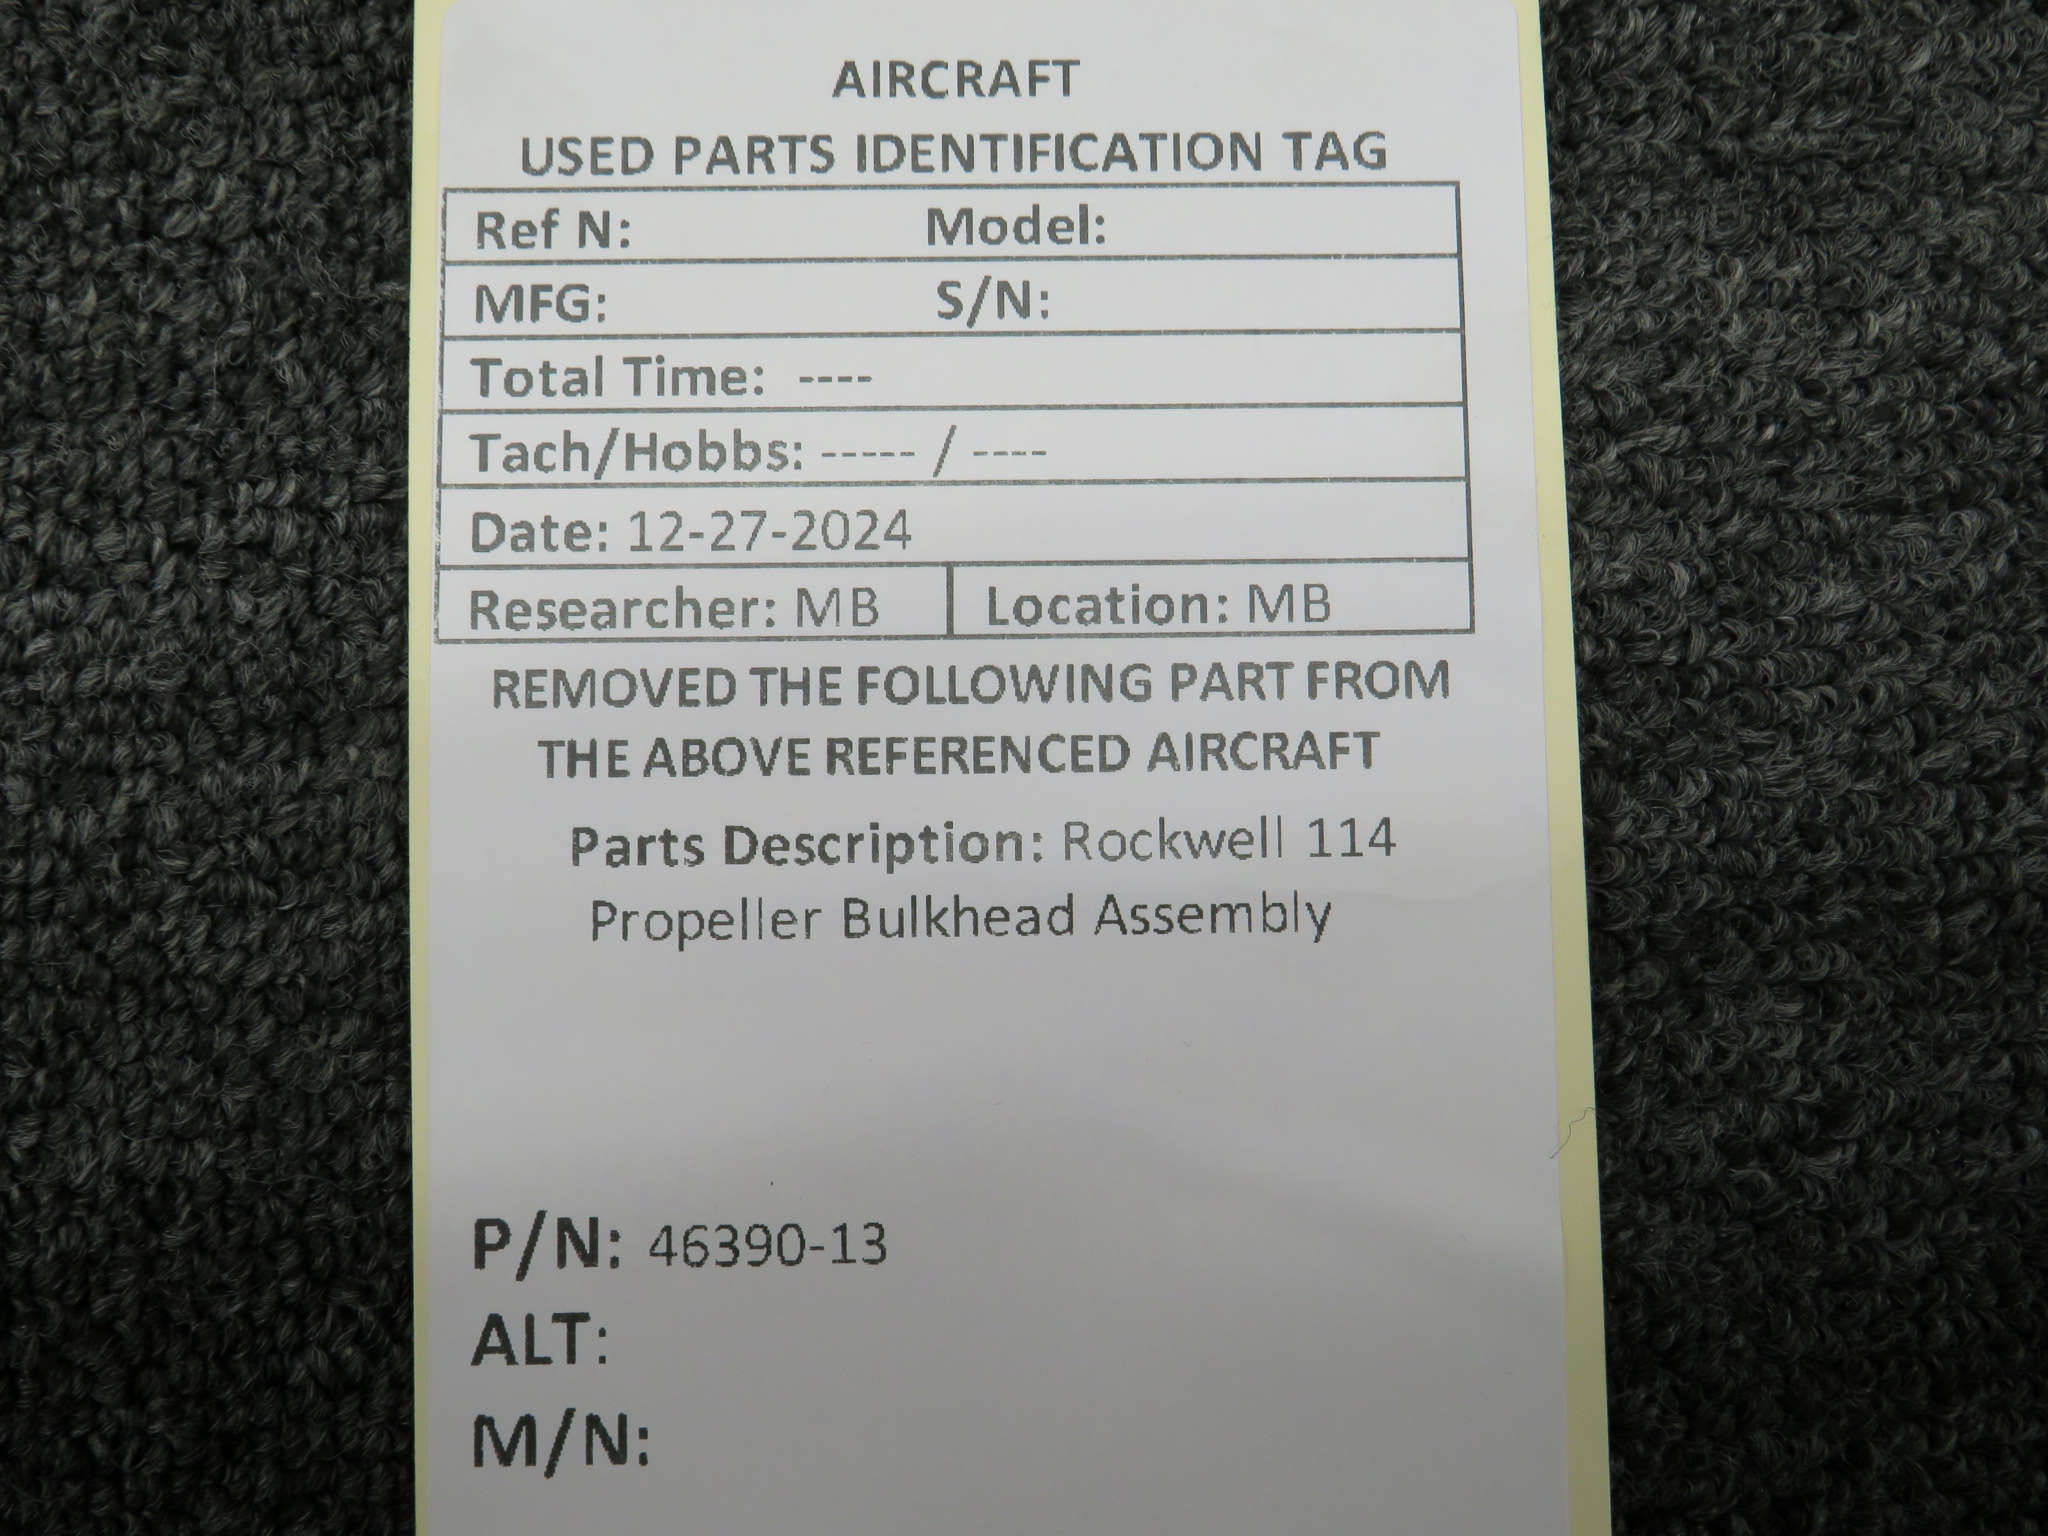 AIRCRAFT
USED PARTS IDENTIFICATION TAG
Ref N: Model:
MFG: S/N:
Total Time: ----
Tach/Hobbs: ----- / ----
Date: 12-27-2024
Researcher: MB Location: MB
REMOVED THE FOLLOWING PART FROM
THE ABOVE REFERENCED AIRCRAFT
Parts Description: Rockwell 114
Propeller Bulkhead Assembly
P/N: 46390-13
ALT:
M/N: